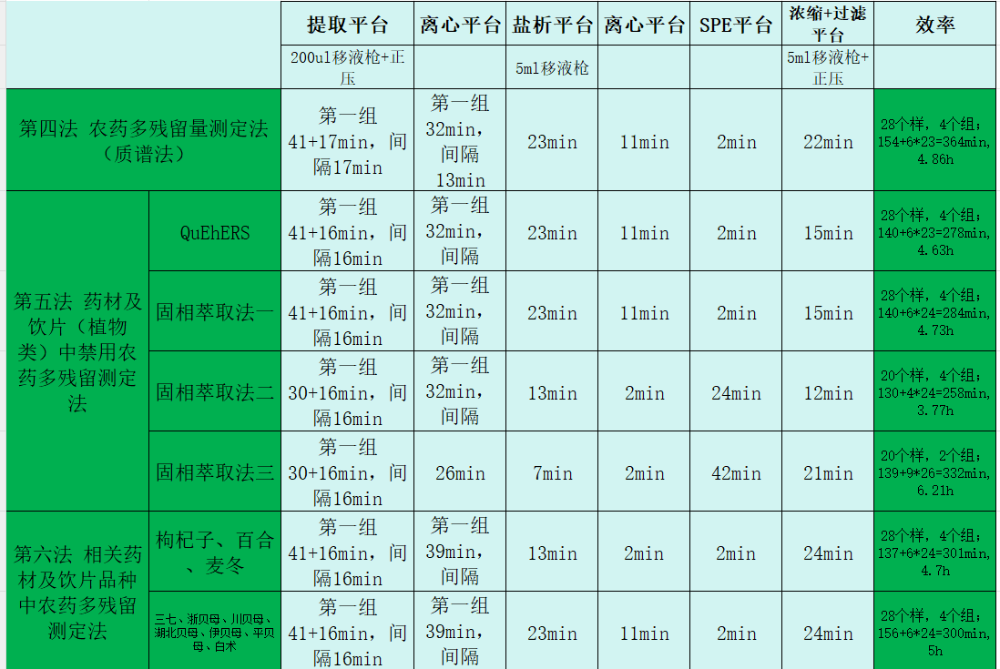 提取平台
离心平台
盐析平台
离心平台
SPE平台
浓缩+过滤
平台
效率
200ul移液枪+正
压
5ml移液枪
5ml移液枪+
正压
第四法 农药多残留量测定法
（质谱法）
第一组
41+17min，间
隔17min
第一组
32min，
间隔
13min
23min
11min
2min
22min
28个样，4个组；
154+6*23=364min,
4.86h
第五法 药材及
饮片（植物
类）中禁用农
药多残留测定
法
QuEhERS
第一组
41+16min，间
隔16min
第一组
32min，
间隔
23min
11min
2min
15min
28个样，4个组；
140+6*23=278min,
4.63h
固相萃取法一
第一组
41+16min，间
隔16min
第一组
32min，
间隔
23min
11min
2min
15min
28个样，4个组；
140+6*24=284min,
4.73h
固相萃取法二
第一组
30+16min，间
隔16min
第一组
32min，
间隔
13min
2min
24min
12min
20个样，4个组；
130+4*24=258min,
3.77h
固相萃取法三
第一组
30+16min，间
隔16min
26min
7min
2min
42min
21min
20个样，2个组；
139+9*26=332min,
6.21h
第六法 相关药
材及饮片品种
中农药多残留
测定法
枸杞子、百合
、麦冬
第一组
41+16min，间
隔16min
第一组
39min，
间隔
13min
2min
2min
24min
28个样，4个组；
137+6*24=301min,
4.7h
三七、浙贝母、川贝母、
湖北贝母、伊贝母、平贝
母、白术
第一组
41+16min，间
隔16min
第一组
39min，
间隔
23min
11min
2min
24min
28个样，4个组；
156+6*24=300min,
5h